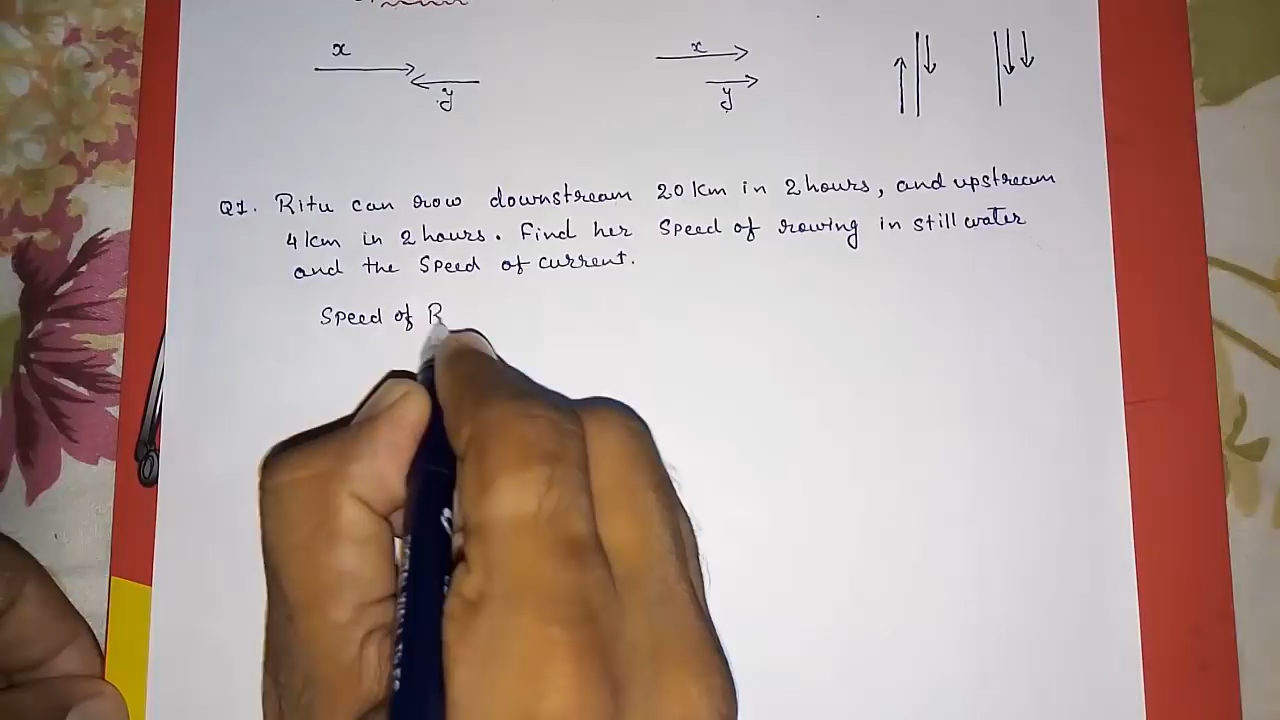 x
y
x
y
Q1. Ritu can row downstream 20 km in 2 hours, and upstream
4 km in 2 hours. Find her Speed of rowing in still water
and the Speed of current.
Speed of R